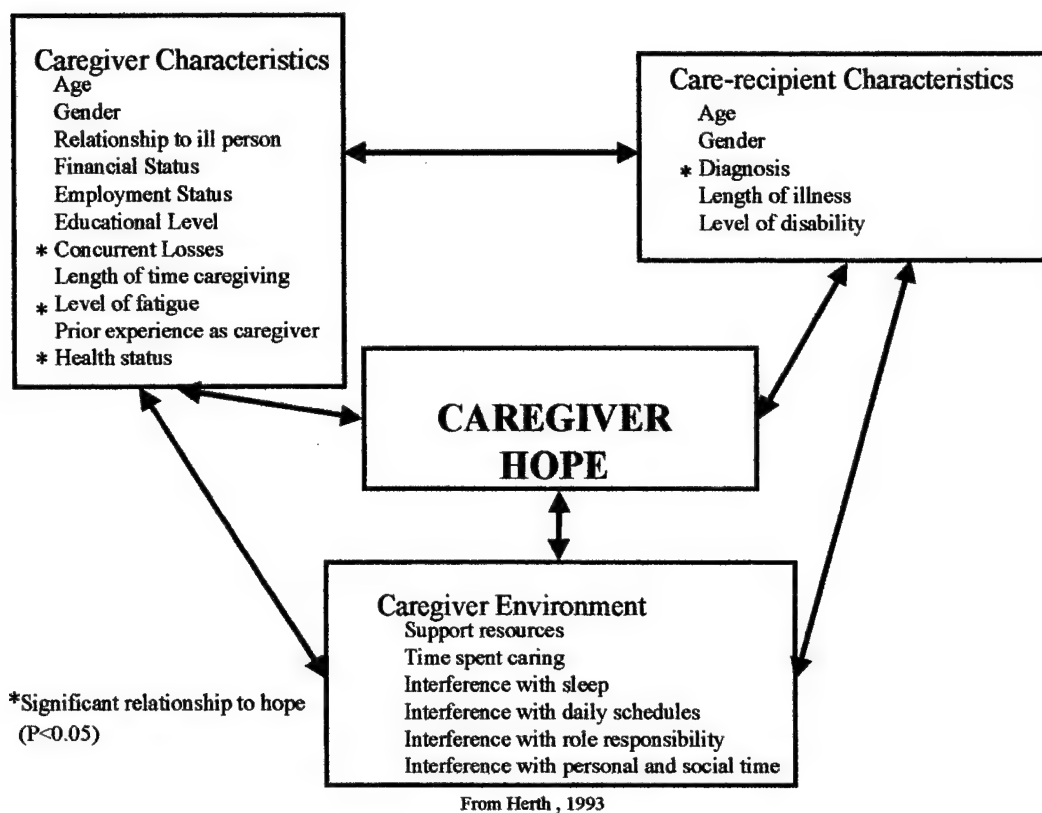 Caregiver Characteristics
Age
Gender
Relationship to ill person
Financial Status
Employment Status
Educational Level
* Concurrent Losses
Length of time caregiving
* Level of fatigue
Prior experience as caregiver
* Health status
Care-recipient Characteristics
Age
Gender
* Diagnosis
Length of illness
Level of disability
CAREGIVER
HOPE
Caregiver Environment
Support resources
Time spent caring
Interference with sleep
Interference with daily schedules
Interference with role responsibility
Interference with personal and social time
*Significant relationship to hope
(P<0.05)
From Herth , 1993